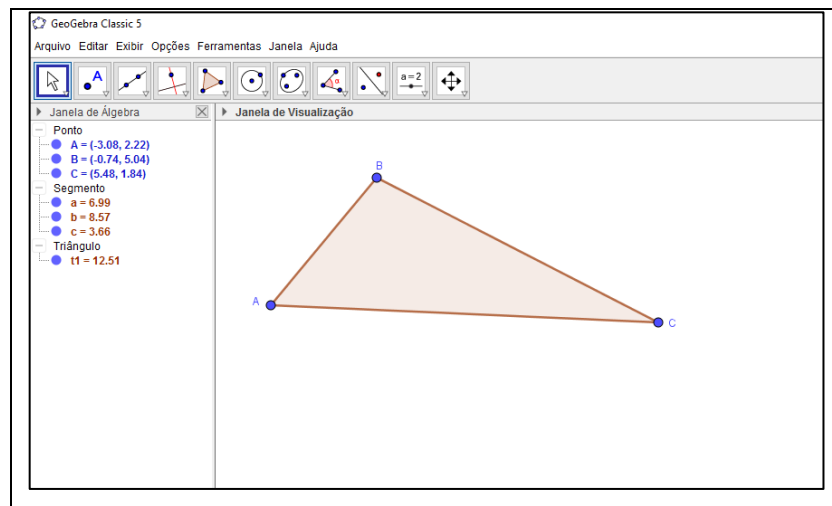 GeoGebra Classic 5
Arquivo Editar Exibir Opções Ferramentas Janela Ajuda
A α a=2
Janela de Álgebra
Janela de Visualização
Ponto
A = (-3.08, 2.22)
B = (-0.74, 5.04)
C = (5.48, 1.84)
Segmento
a = 6.99
b = 8.57
c = 3.66
Triângulo
t1 = 12.51
B
A
C